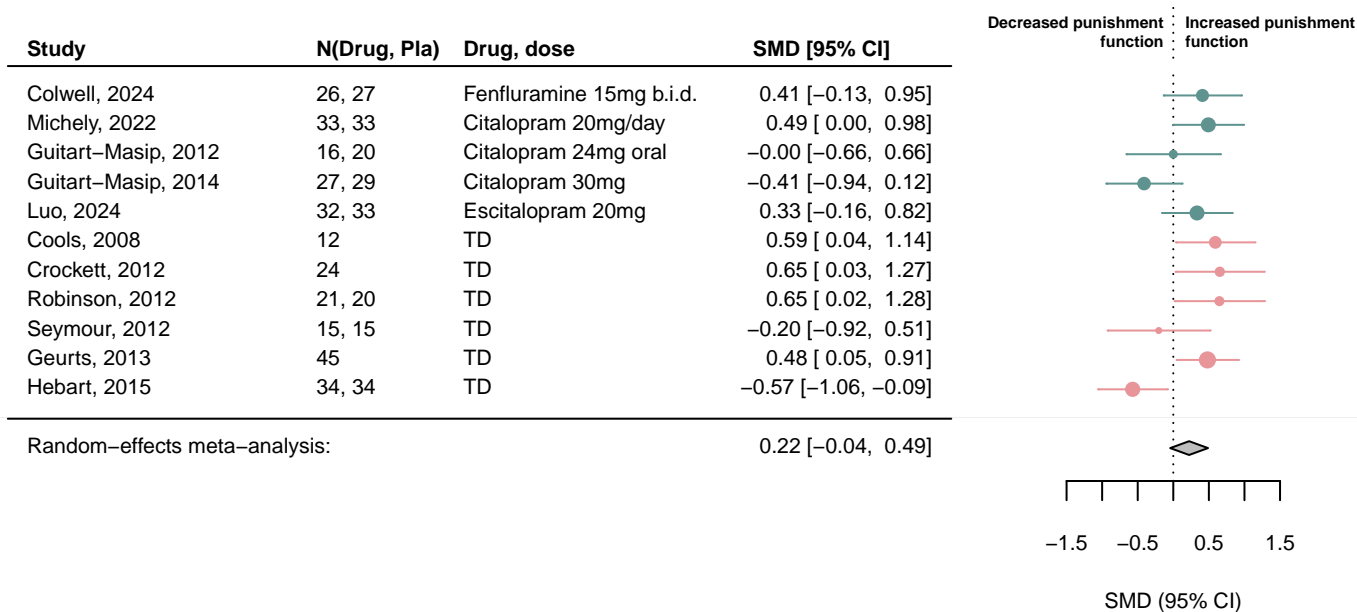 Decreased punishment function
Increased punishment function
Study N(Drug, Pla) Drug, dose SMD [95% CI]
Colwell, 2024 26, 27 Fenfluramine 15mg b.i.d. 0.41 [−0.13, 0.95]
Michely, 2022 33, 33 Citalopram 20mg/day 0.49 [ 0.00, 0.98]
Guitart−Masip, 2012 16, 20 Citalopram 24mg oral −0.00 [−0.66, 0.66]
Guitart−Masip, 2014 27, 29 Citalopram 30mg −0.41 [−0.94, 0.12]
Luo, 2024 32, 33 Escitalopram 20mg 0.33 [−0.16, 0.82]
Cools, 2008 12 TD 0.59 [ 0.04, 1.14]
Crockett, 2012 24 TD 0.65 [ 0.03, 1.27]
Robinson, 2012 21, 20 TD 0.65 [ 0.02, 1.28]
Seymour, 2012 15, 15 TD −0.20 [−0.92, 0.51]
Geurts, 2013 45 TD 0.48 [ 0.05, 0.91]
Hebart, 2015 34, 34 TD −0.57 [−1.06, −0.09]
Random−effects meta−analysis: 0.22 [−0.04, 0.49]
−1.5 −0.5 0.5 1.5
SMD (95% CI)